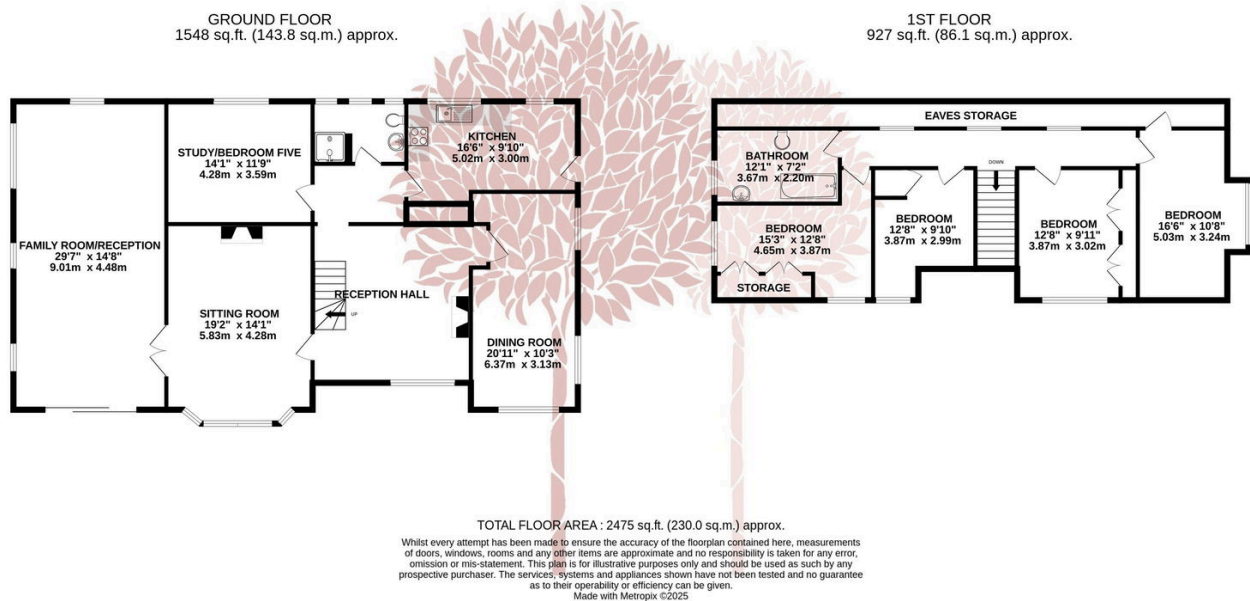 GROUND FLOOR
1548 sq.ft. (143.8 sq.m.) approx.
STUDY/BEDROOM FIVE
14'1" x 11'9"
4.28m x 3.59m
KITCHEN
16'6" x 9'10"
5.02m x 3.00m
FAMILY ROOM/RECEPTION
29'7" x 14'8"
9.01m x 4.48m
SITTING ROOM
19'2" x 14'1"
5.83m x 4.28m
RECEPTION HALL
UP
DINING ROOM
20'11" x 10'3"
6.37m x 3.13m
1ST FLOOR
927 sq.ft. (86.1 sq.m.) approx.
EAVES STORAGE
BATHROOM
12'1" x 7'2"
3.67m x 2.20m
DOWN
BEDROOM
15'3" x 12'8"
4.65m x 3.87m
STORAGE
BEDROOM
12'8" x 9'10"
3.87m x 2.99m
BEDROOM
12'8" x 9'11"
3.87m x 3.02m
BEDROOM
16'6" x 10'8"
5.03m x 3.24m
TOTAL FLOOR AREA : 2475 sq.ft. (230.0 sq.m.) approx.
Whilst every attempt has been made to ensure the accuracy of the floorplan contained here, measurements
of doors, windows, rooms and any other items are approximate and no responsibility is taken for any error,
omission or mis-statement. This plan is for illustrative purposes only and should be used as such by any
prospective purchaser. The services, systems and appliances shown have not been tested and no guarantee
as to their operability or efficiency can be given.
Made with Metropix ©2025